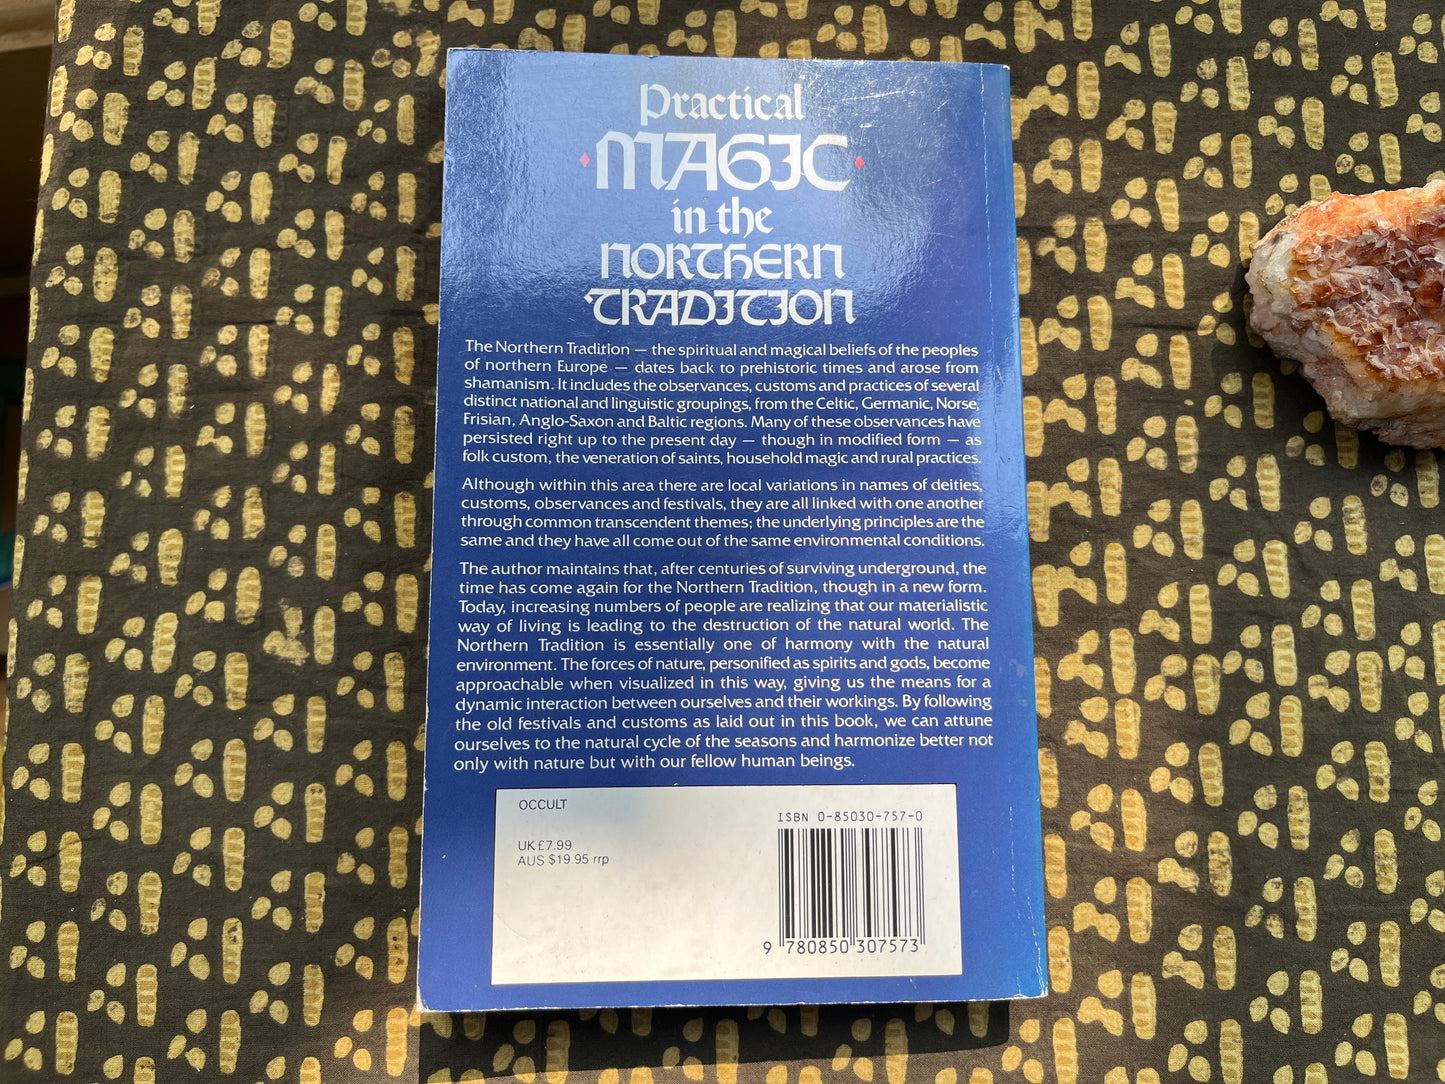 Practical
MAGIC
in the
NORTHERN
TRADITION
The Northern Tradition — the spiritual and magical beliefs of the peoples
of northern Europe — dates back to prehistoric times and arose from
shamanism. It includes the observances, customs and practices of several
distinct national and linguistic groupings, from the Celtic, Germanic, Norse,
Frisian, Anglo-Saxon and Baltic regions. Many of these observances have
persisted right up to the present day — though in modified form — as
folk custom, the veneration of saints, household magic and rural practices.
Although within this area there are local variations in names of deities,
customs, observances and festivals, they are all linked with one another
through common transcendent themes; the underlying principles are the
same and they have all come out of the same environmental conditions.
The author maintains that, after centuries of surviving underground, the
time has come again for the Northern Tradition, though in a new form.
Today, increasing numbers of people are realizing that our materialistic
way of living is leading to the destruction of the natural world. The
Northern Tradition is essentially one of harmony with the natural
environment. The forces of nature, personified as spirits and gods, become
approachable when visualized in this way, giving us the means for a
dynamic interaction between ourselves and their workings. By following
the old festivals and customs as laid out in this book, we can attune
ourselves to the natural cycle of the seasons and harmonize better not
only with nature but with our fellow human beings.
OCCULT
UK £7.99
AUS $19.95 rrp
ISBN 0-85030-757-0
9 780850 307573